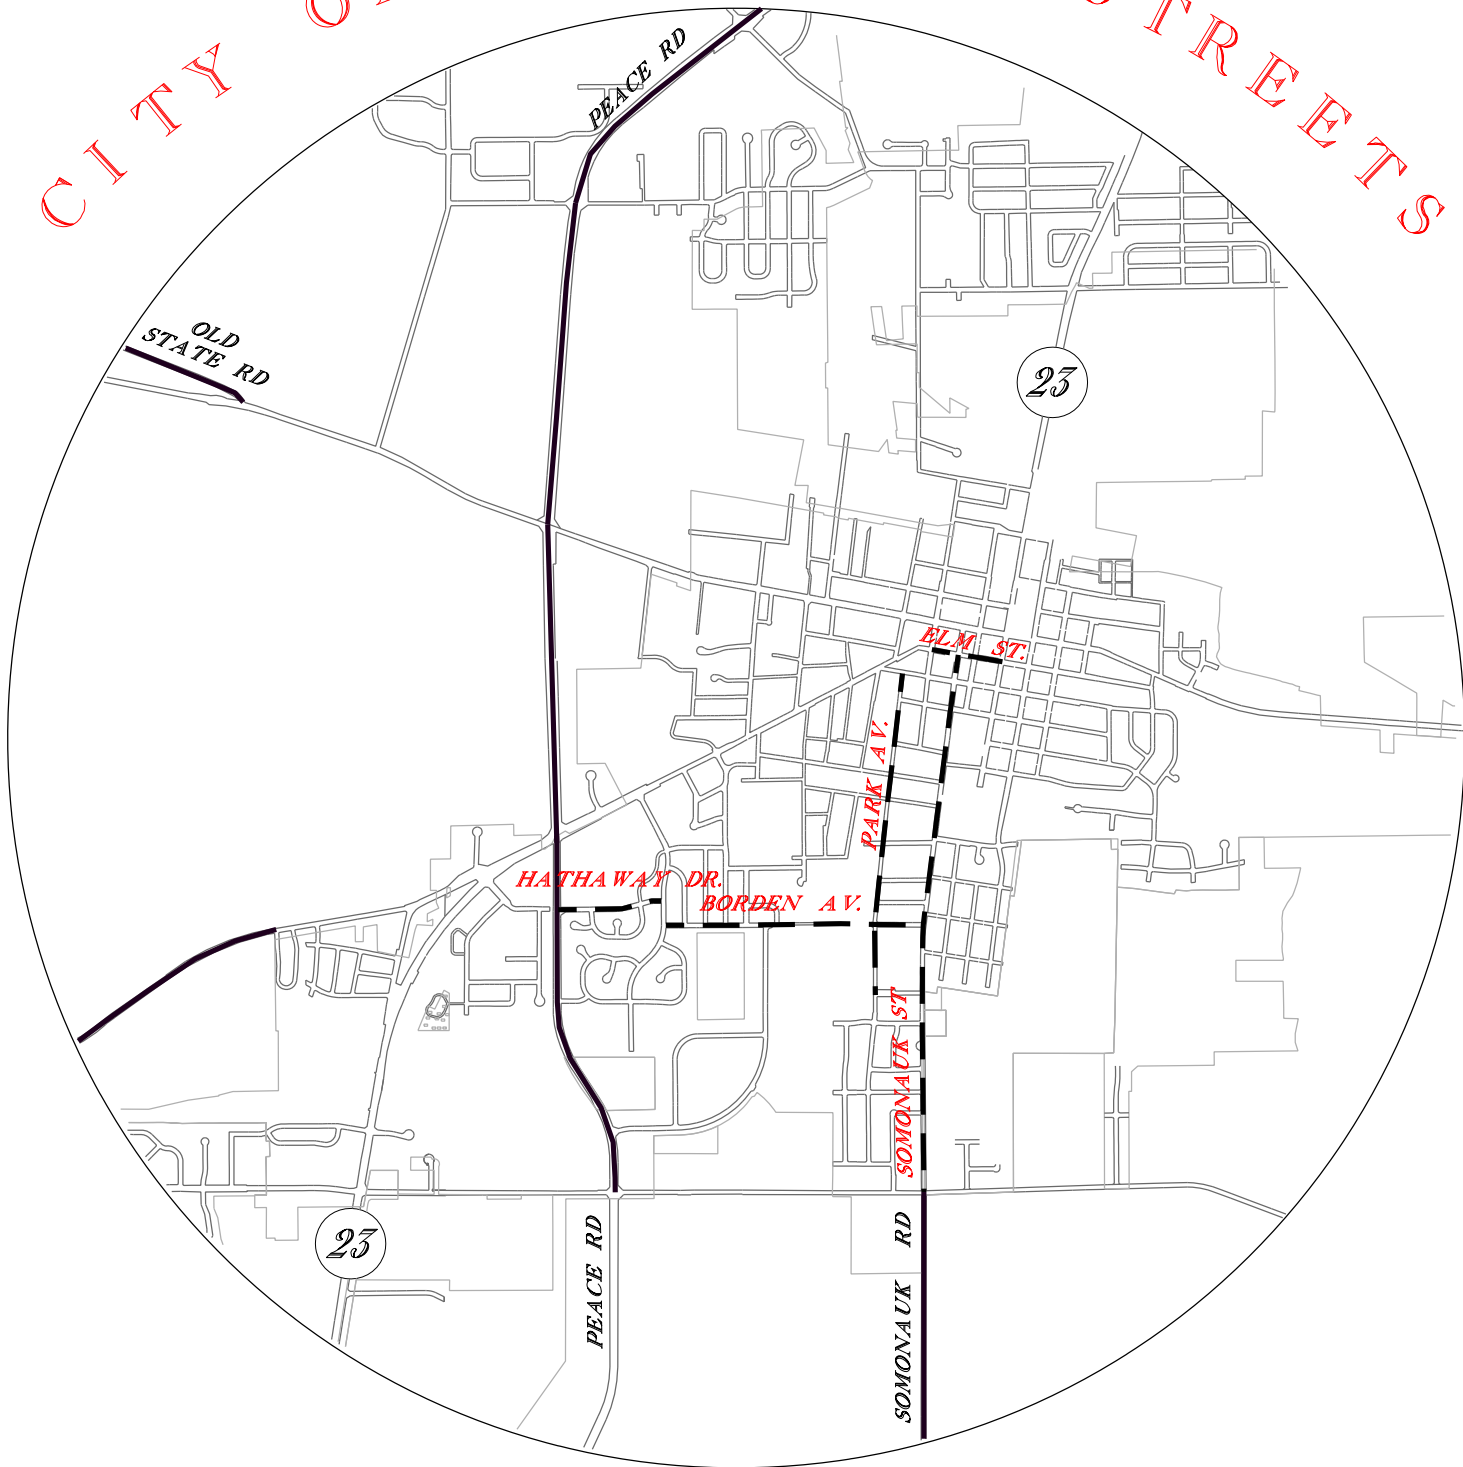 CITY
STREETS
PEACE RD
OLD
STATE RD
23
ELM ST.
PARK AV.
HATHAWAY DR.
BORDEN AV.
SOMONAUK ST
23
PEACE RD
SOMONAUK RD